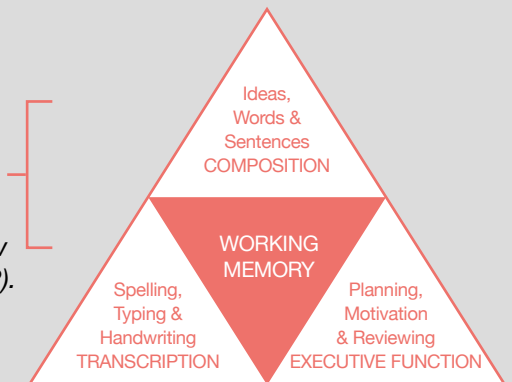 Ideas,
Words &
Sentences
COMPOSITION
WORKING
MEMORY
Spelling,
Typing &
Handwriting
TRANSCRIPTION
Planning,
Motivation
& Reviewing
EXECUTIVE FUNCTION
).